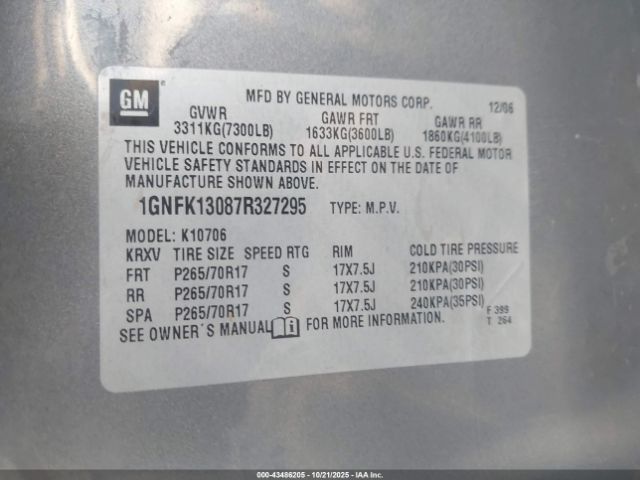 GM
MFD BY GENERAL MOTORS CORP. 12/06
GVWR GAWR FRT GAWR RR
3311KG(7300LB) 1633KG(3600LB) 1860KG(4100LB)
THIS VEHICLE CONFORMS TO ALL APPLICABLE U.S. FEDERAL MOTOR
VEHICLE SAFETY STANDARDS IN EFFECT ON THE DATE OF
MANUFACTURE SHOWN ABOVE.
1GNFK13087R327295 TYPE: M.P.V.
MODEL: K10706
KRXV TIRE SIZE SPEED RTG RIM COLD TIRE PRESSURE
FRT P265/70R17 S 17X7.5J 210KPA(30PSI)
RR P265/70R17 S 17X7.5J 210KPA(30PSI)
SPA P265/70R17 S 17X7.5J 240KPA(35PSI)
F 399
T 264
SEE OWNER'S MANUAL i FOR MORE INFORMATION.
000-43486205 - 10/21/2025 - IAAI.com